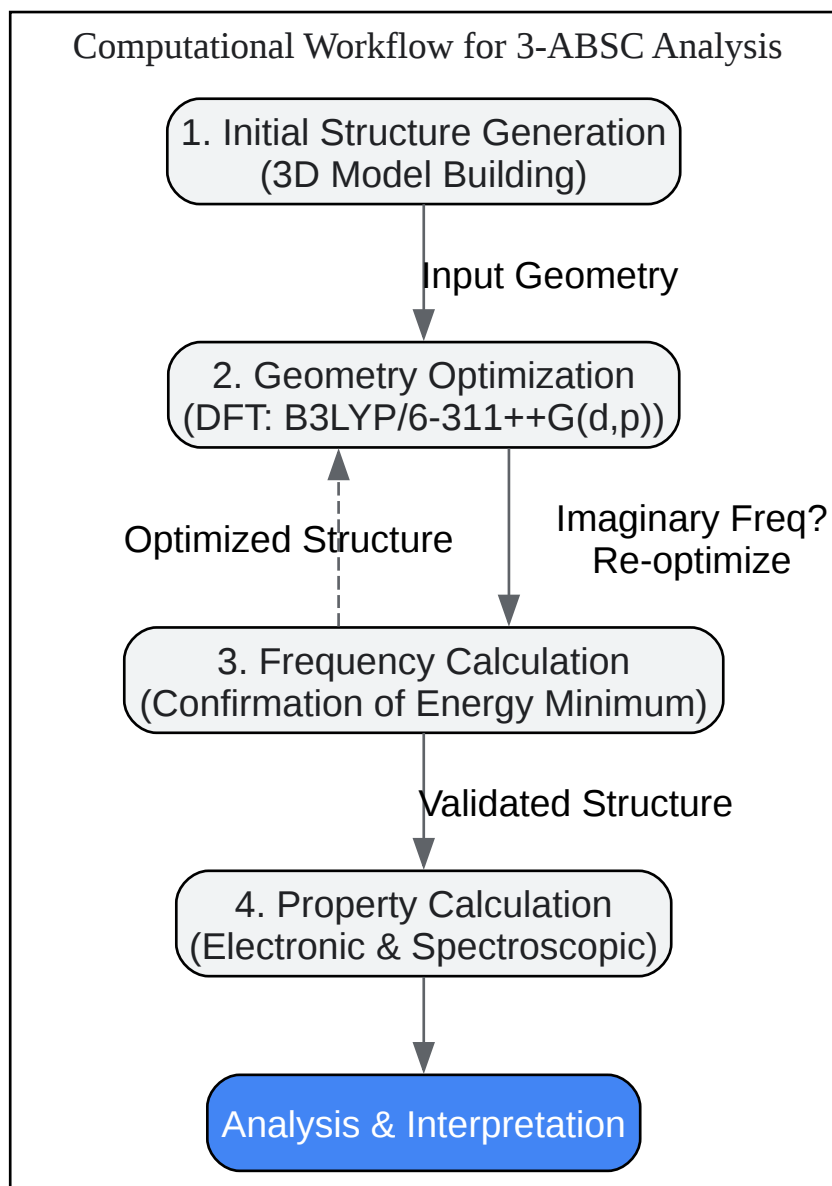 Computational Workflow for 3-ABSC Analysis
1. Initial Structure Generation
(3D Model Building)
Input Geometry
2. Geometry Optimization
(DFT: B3LYP/6-311++G(d,p))
Optimized Structure
Imaginary Freq?
Re-optimize
3. Frequency Calculation
(Confirmation of Energy Minimum)
Validated Structure
4. Property Calculation
(Electronic & Spectroscopic)
Analysis & Interpretation